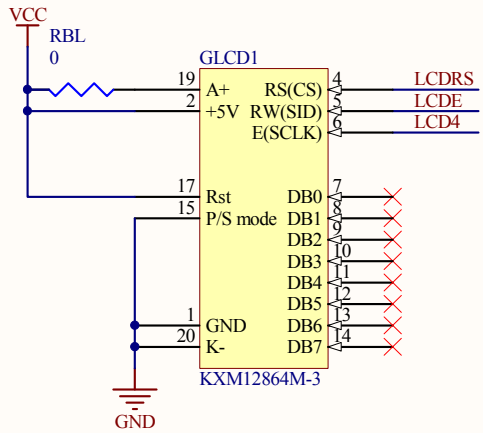 VCC
RBL
0
GLCD1
19 A+ RS(CS) 4 LCDRS
2 +5V RW(SID) 5 LCDE
E(SCLK) 6 LCD4
17 Rst DB0 7
15 P/S mode DB1 8
DB2 9
DB3 10
DB4 11
DB5 12
1 GND DB6 13
20 K- DB7 14
KXM12864M-3
GND